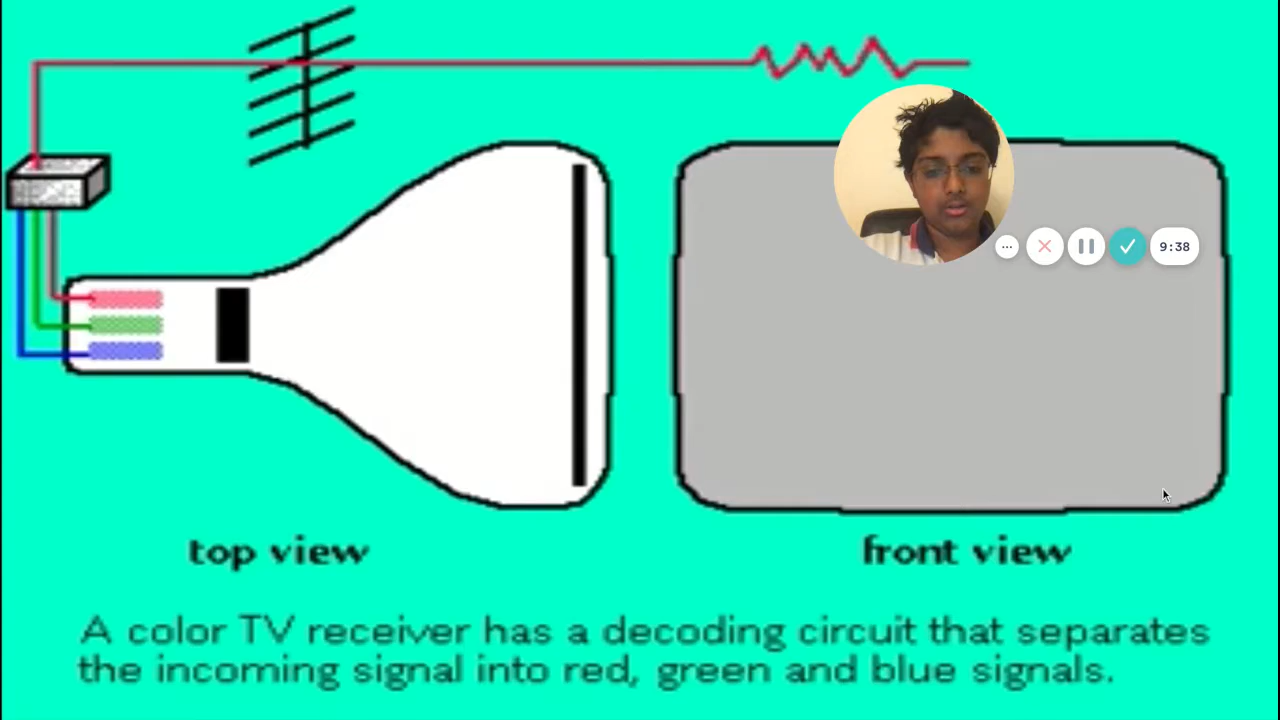 9:38
top view
front view
A color TV receiver has a decoding circuit that separates
the incoming signal into red, green and blue signals.